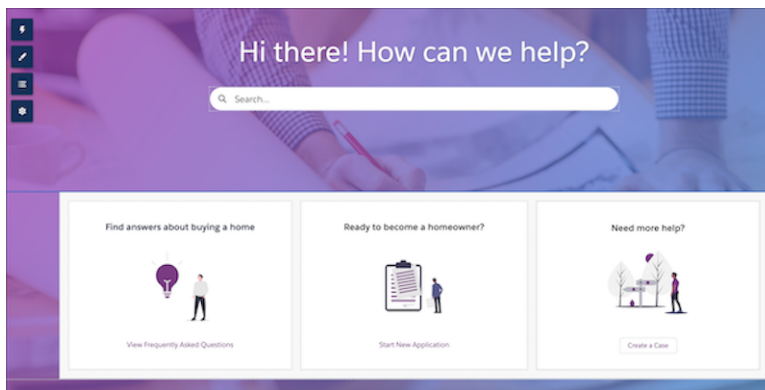 Hi there! How can we help?
Search...
Find answers about buying a home
View Frequently Asked Questions
Ready to become a homeowner?
Start New Application
Need more help?
Create a Case